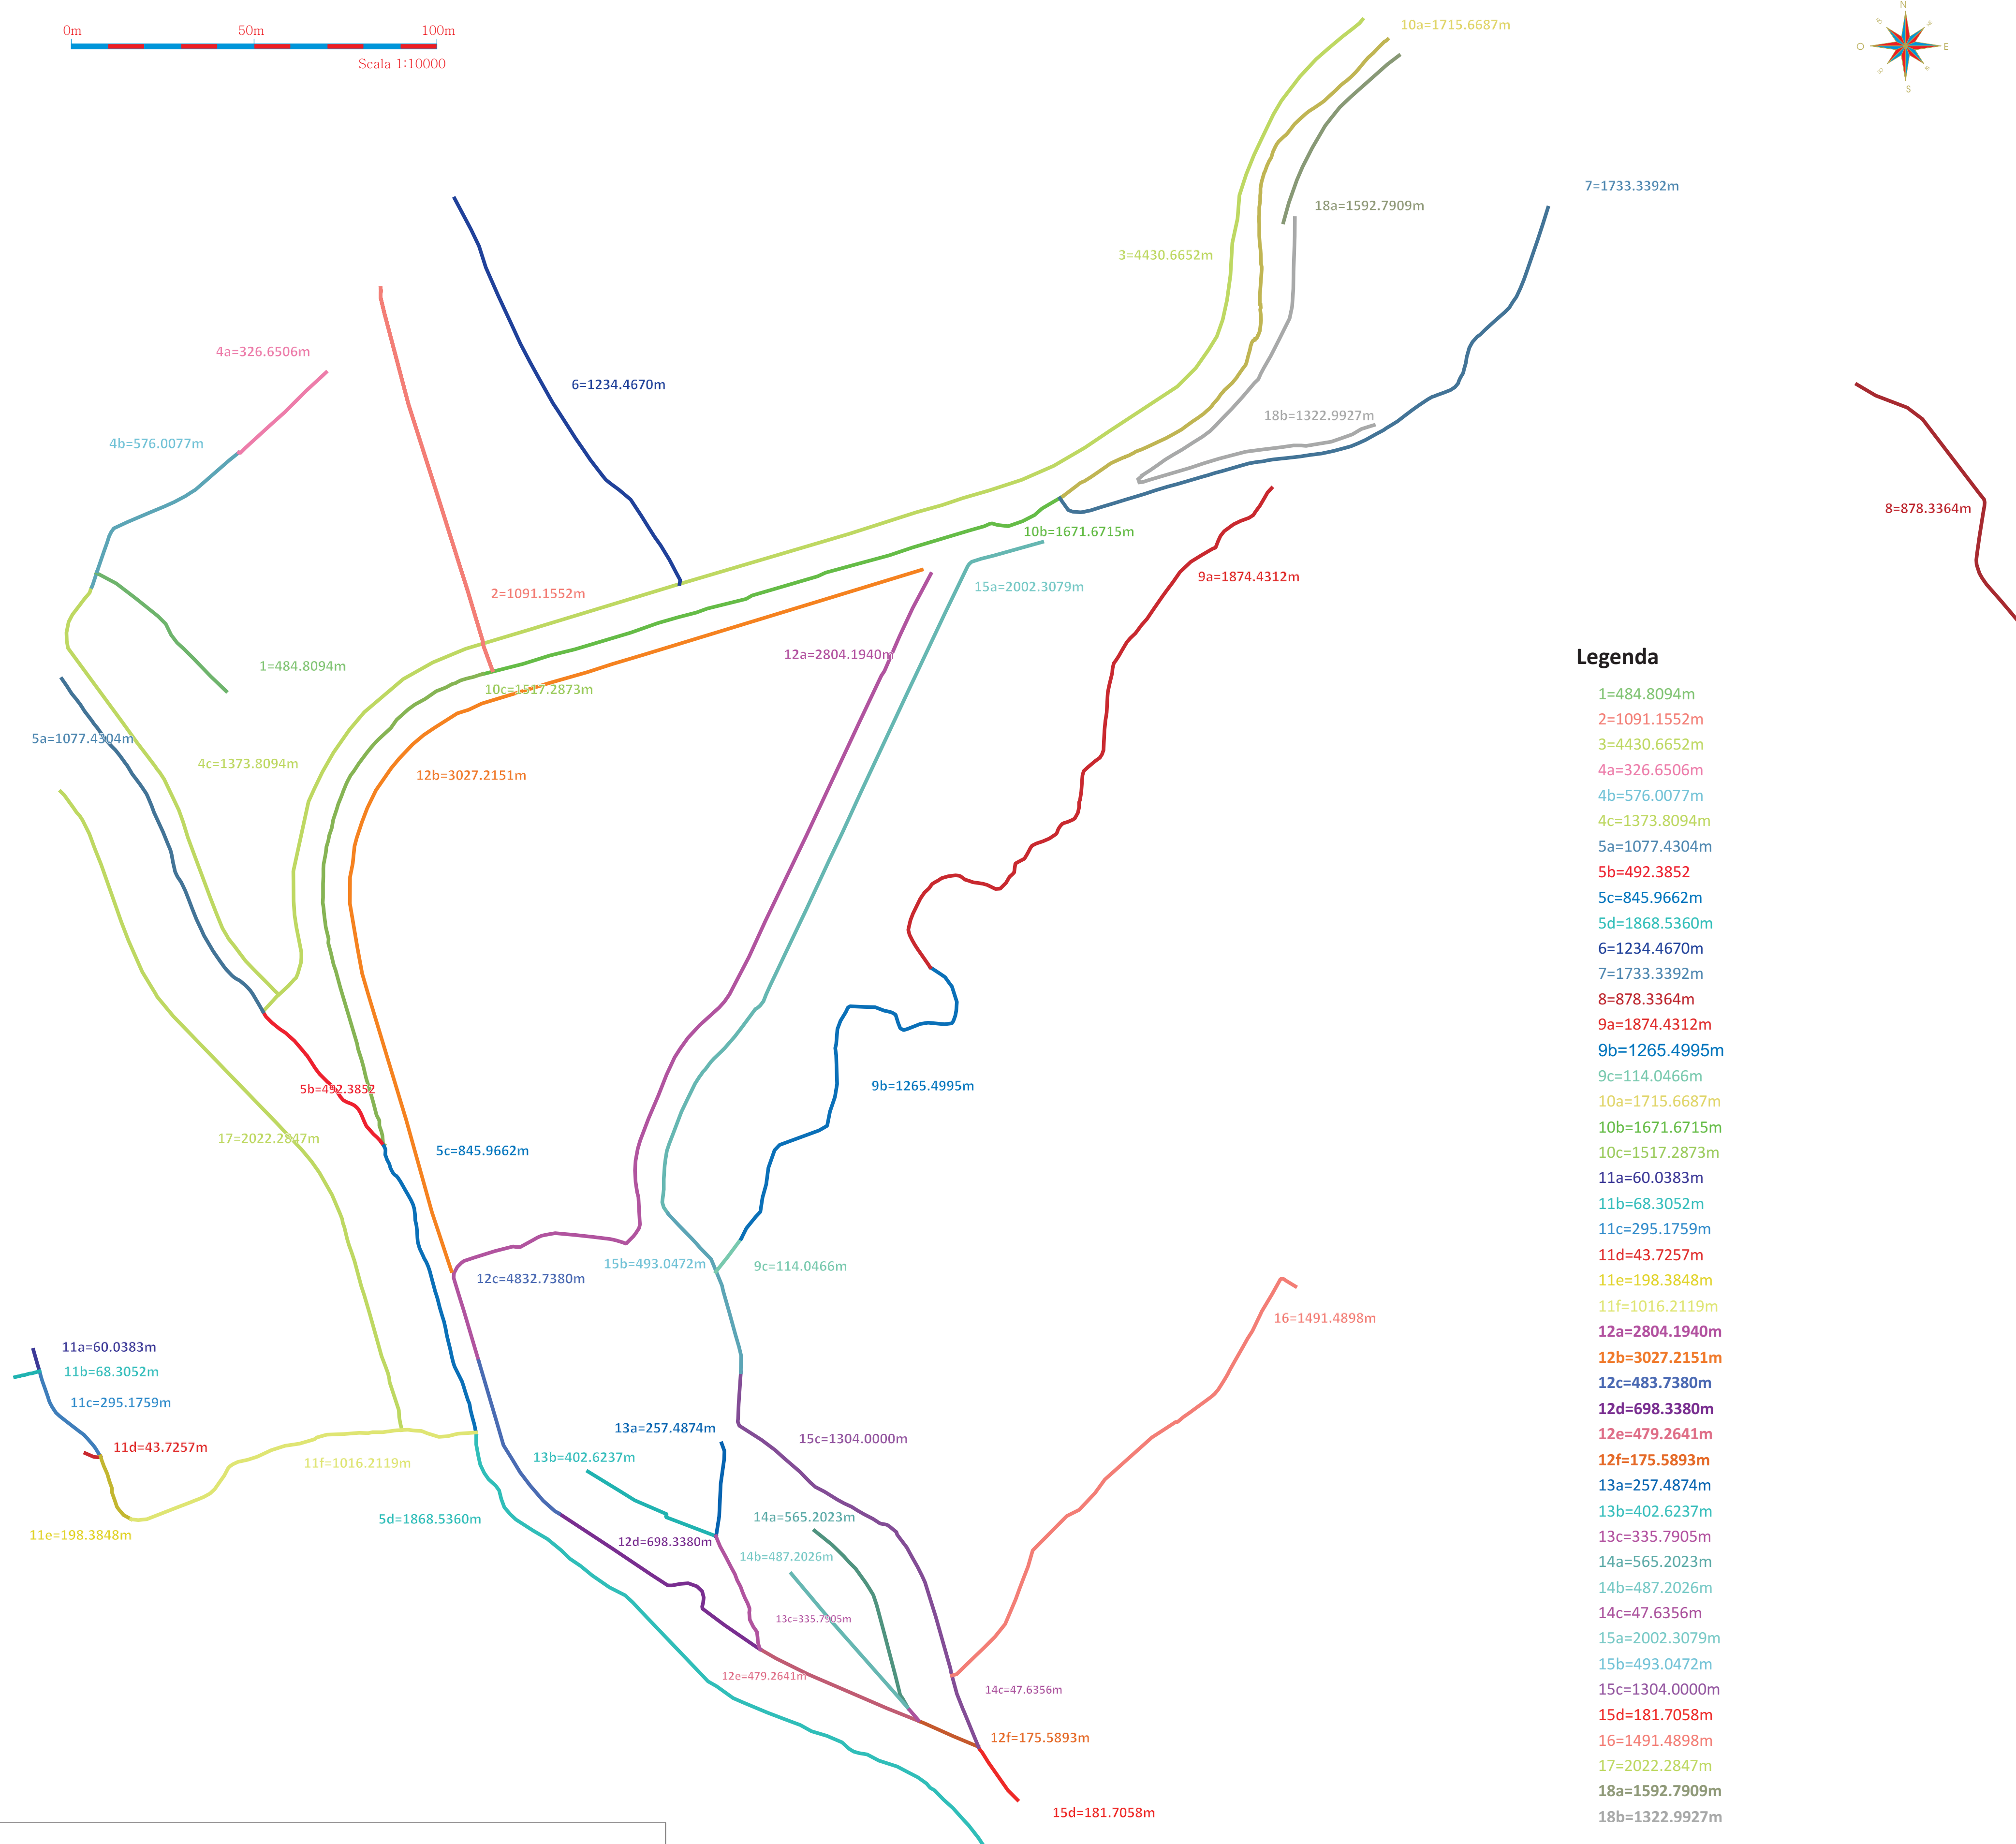 0m 50m 100m
Scala 1:10000
N
O E
S
10a=1715.6687m
7=1733.3392m
18a=1592.7909m
3=4430.6652m
4a=326.6506m
6=1234.4670m
18b=1322.9927m
4b=576.0077m
8=878.3364m
10b=1671.6715m
9a=1874.4312m
15a=2002.3079m
2=1091.1552m
12a=2804.1940m
1=484.8094m
10c=1517.2873m
5a=1077.4304m
4c=1373.8094m
12b=3027.2151m
9b=1265.4995m
5b=492.3852
17=2022.2847m
5c=845.9662m
15b=493.0472m
9c=114.0466m
12c=4832.7380m
16=1491.4898m
11a=60.0383m
11b=68.3052m
11c=295.1759m
13a=257.4874m
15c=1304.0000m
11d=43.7257m
13b=402.6237m
11f=1016.2119m
14a=565.2023m
5d=1868.5360m
11e=198.3848m
12d=698.3380m
14b=487.2026m
13c=335.7905m
12e=479.2641m
14c=47.6356m
12f=175.5893m
15d=181.7058m
Legenda
1=484.8094m
2=1091.1552m
3=4430.6652m
4a=326.6506m
4b=576.0077m
4c=1373.8094m
5a=1077.4304m
5b=492.3852
5c=845.9662m
5d=1868.5360m
6=1234.4670m
7=1733.3392m
8=878.3364m
9a=1874.4312m
9b=1265.4995m
9c=114.0466m
10a=1715.6687m
10b=1671.6715m
10c=1517.2873m
11a=60.0383m
11b=68.3052m
11c=295.1759m
11d=43.7257m
11e=198.3848m
11f=1016.2119m
12a=2804.1940m
12b=3027.2151m
12c=483.7380m
12d=698.3380m
12e=479.2641m
12f=175.5893m
13a=257.4874m
13b=402.6237m
13c=335.7905m
14a=565.2023m
14b=487.2026m
14c=47.6356m
15a=2002.3079m
15b=493.0472m
15c=1304.0000m
15d=181.7058m
16=1491.4898m
17=2022.2847m
18a=1592.7909m
18b=1322.9927m